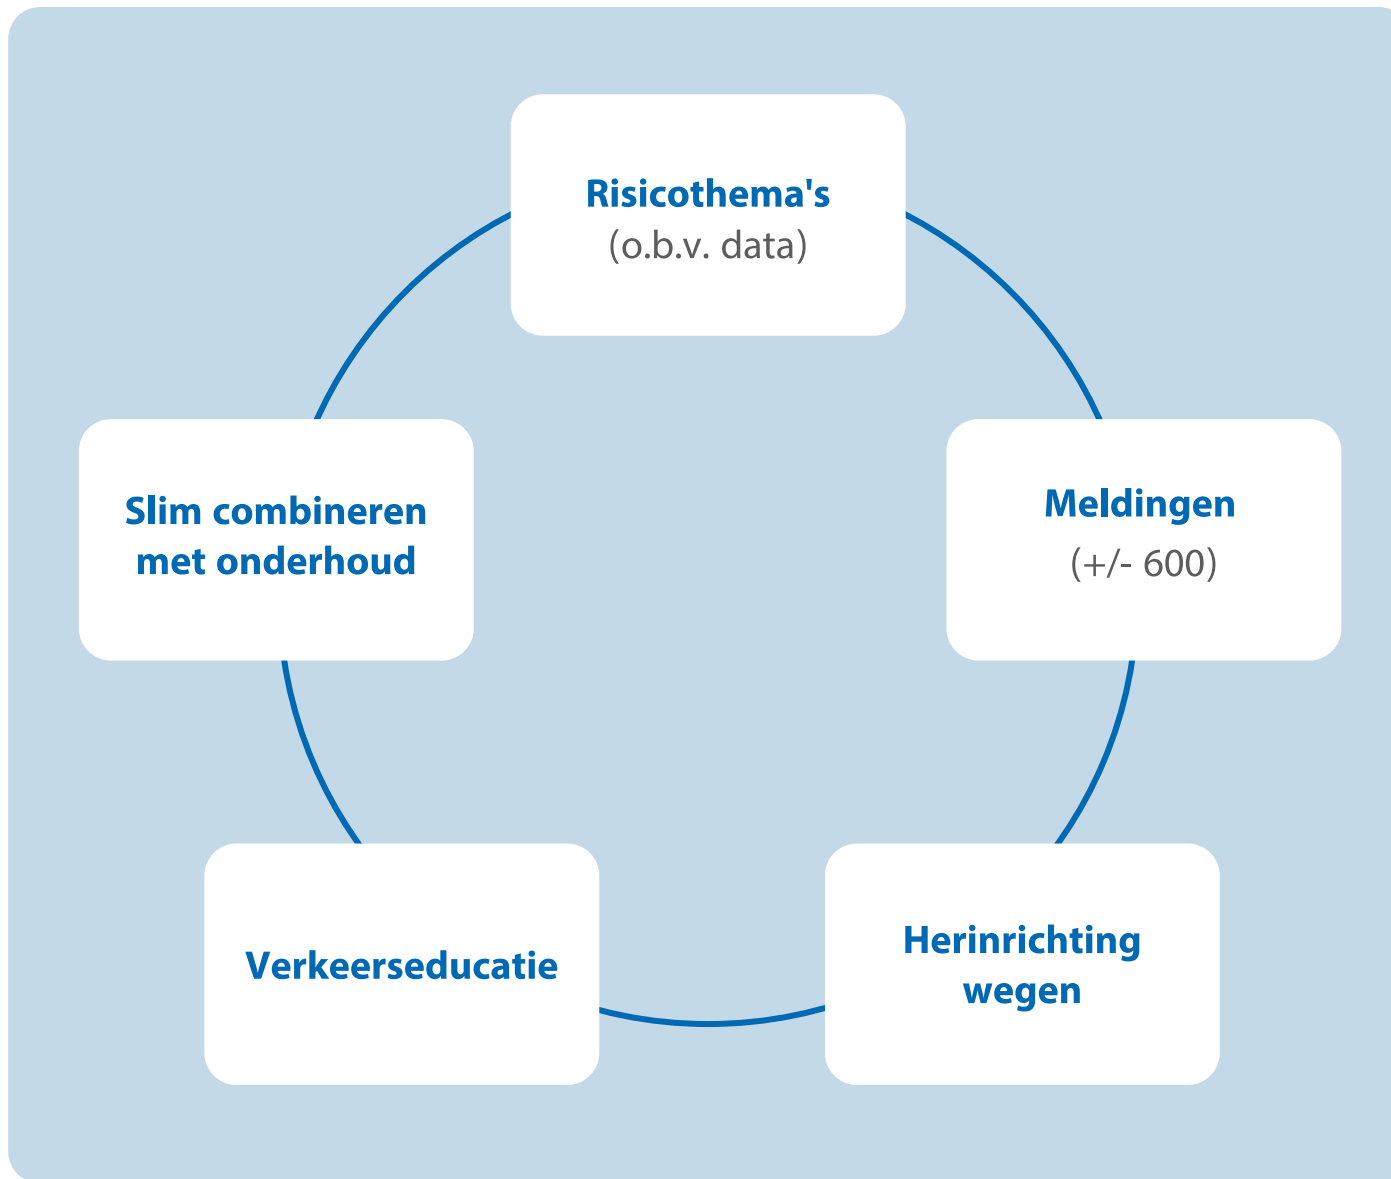 Risicothema's
(o.b.v. data)
Meldingen
(+/- 600)
Herinrichting
wegen
Verkeerseducatie
Slim combineren
met onderhoud